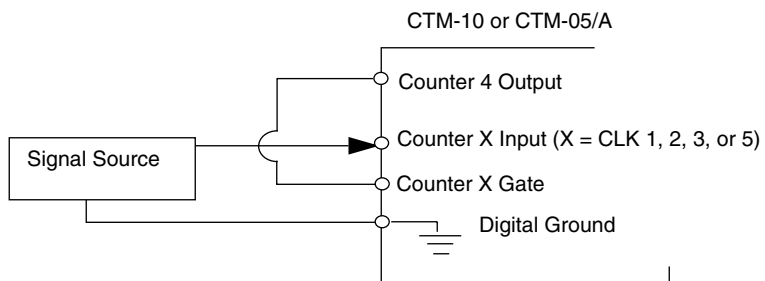 CTM-10 or CTM-05/A
Counter 4 Output
Counter X Input (X = CLK 1, 2, 3, or 5)
Signal Source
Counter X Gate
Digital Ground